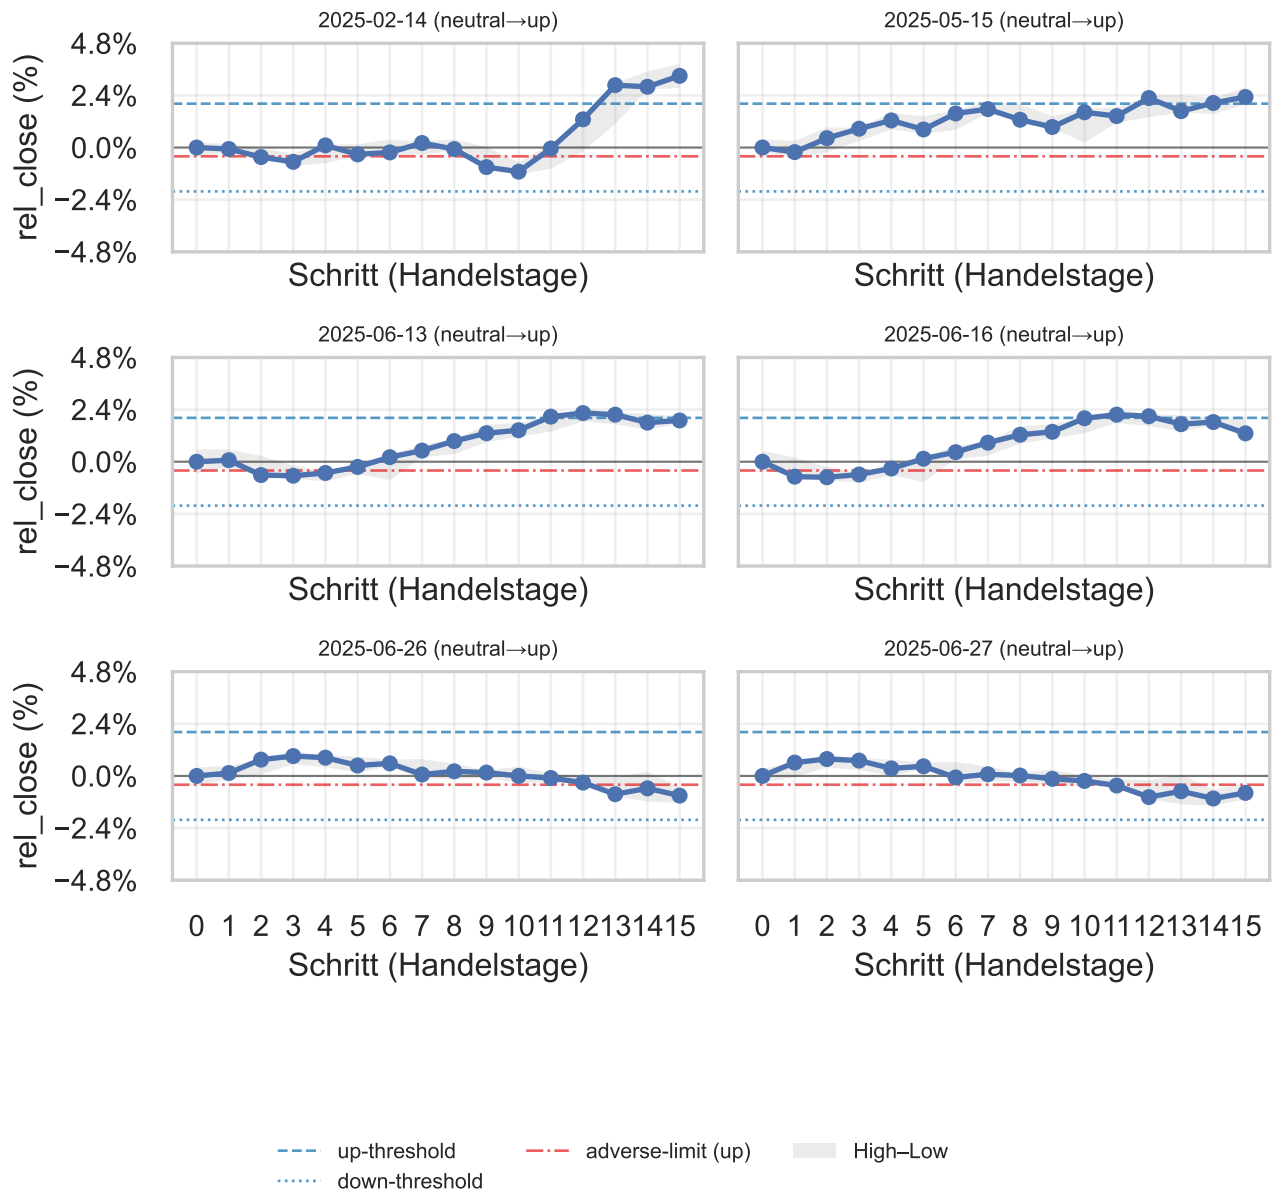 2025-02-14 (neutral→up)
2025-05-15 (neutral→up)
rel_close (%)
4.8%
2.4%
0.0%
−2.4%
−4.8%
Schritt (Handelstage)
Schritt (Handelstage)
2025-06-13 (neutral→up)
2025-06-16 (neutral→up)
rel_close (%)
4.8%
2.4%
0.0%
−2.4%
−4.8%
Schritt (Handelstage)
Schritt (Handelstage)
2025-06-26 (neutral→up)
2025-06-27 (neutral→up)
rel_close (%)
4.8%
2.4%
0.0%
−2.4%
−4.8%
0 1 2 3 4 5 6 7 8 9 10 11 12 13 14 15
0 1 2 3 4 5 6 7 8 9 10 11 12 13 14 15
Schritt (Handelstage)
Schritt (Handelstage)
up-threshold
down-threshold
adverse-limit (up)
High–Low